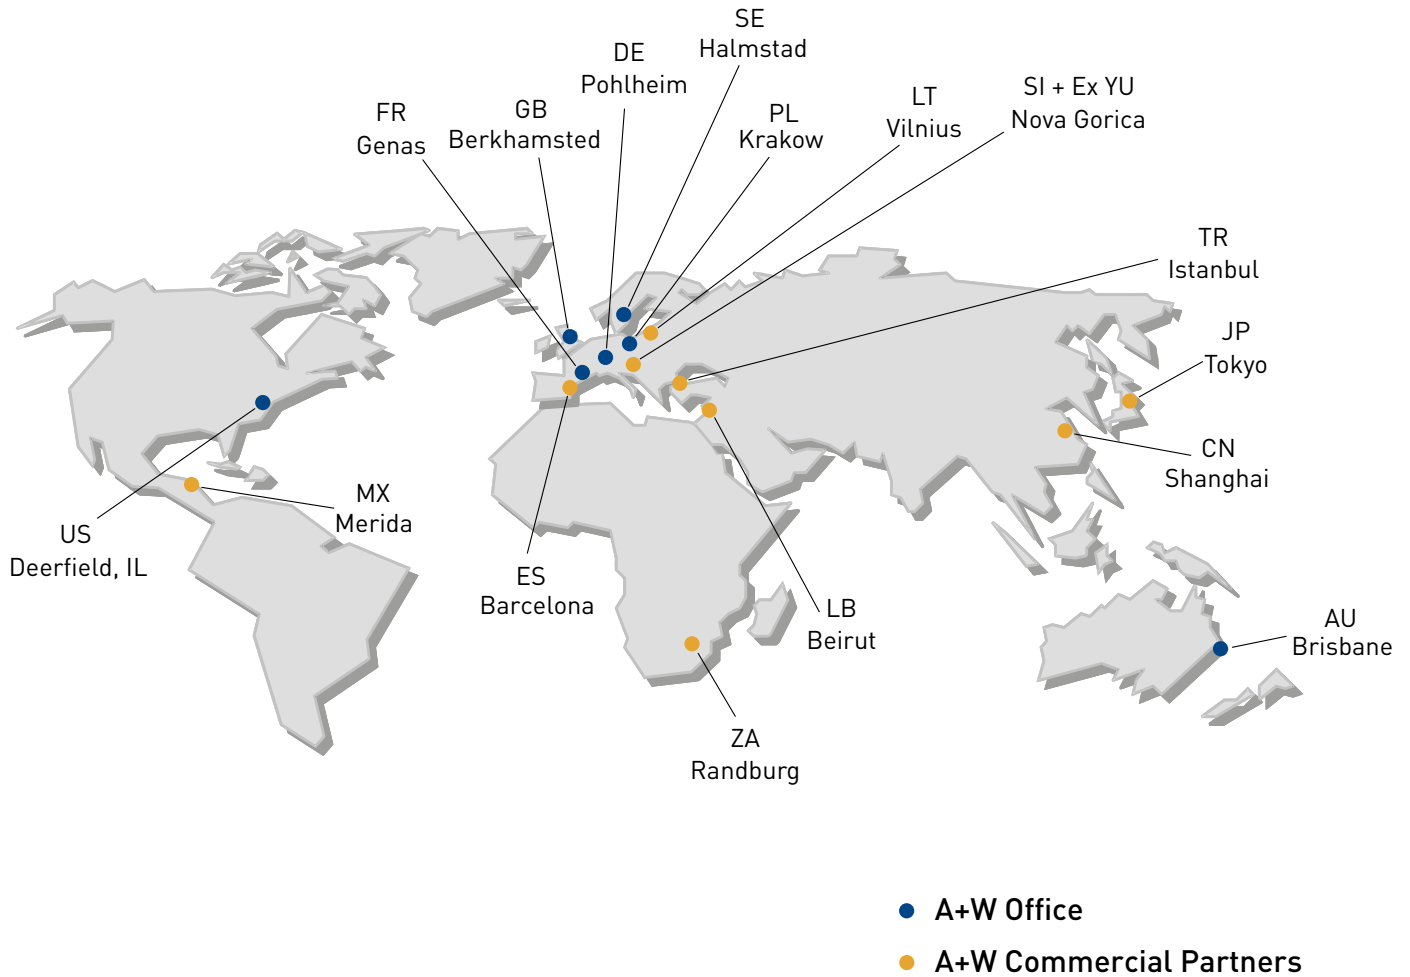 SE
Halmstad
DE
Pohlheim
SI + Ex YU
Nova Gorica
LT
Vilnius
FR
Genas
GB
Berkhamsted
PL
Krakow
TR
Istanbul
JP
Tokyo
CN
Shanghai
MX
Merida
US
Deerfield, IL
ES
Barcelona
LB
Beirut
AU
Brisbane
ZA
Randburg
A+W Office
A+W Commercial Partners